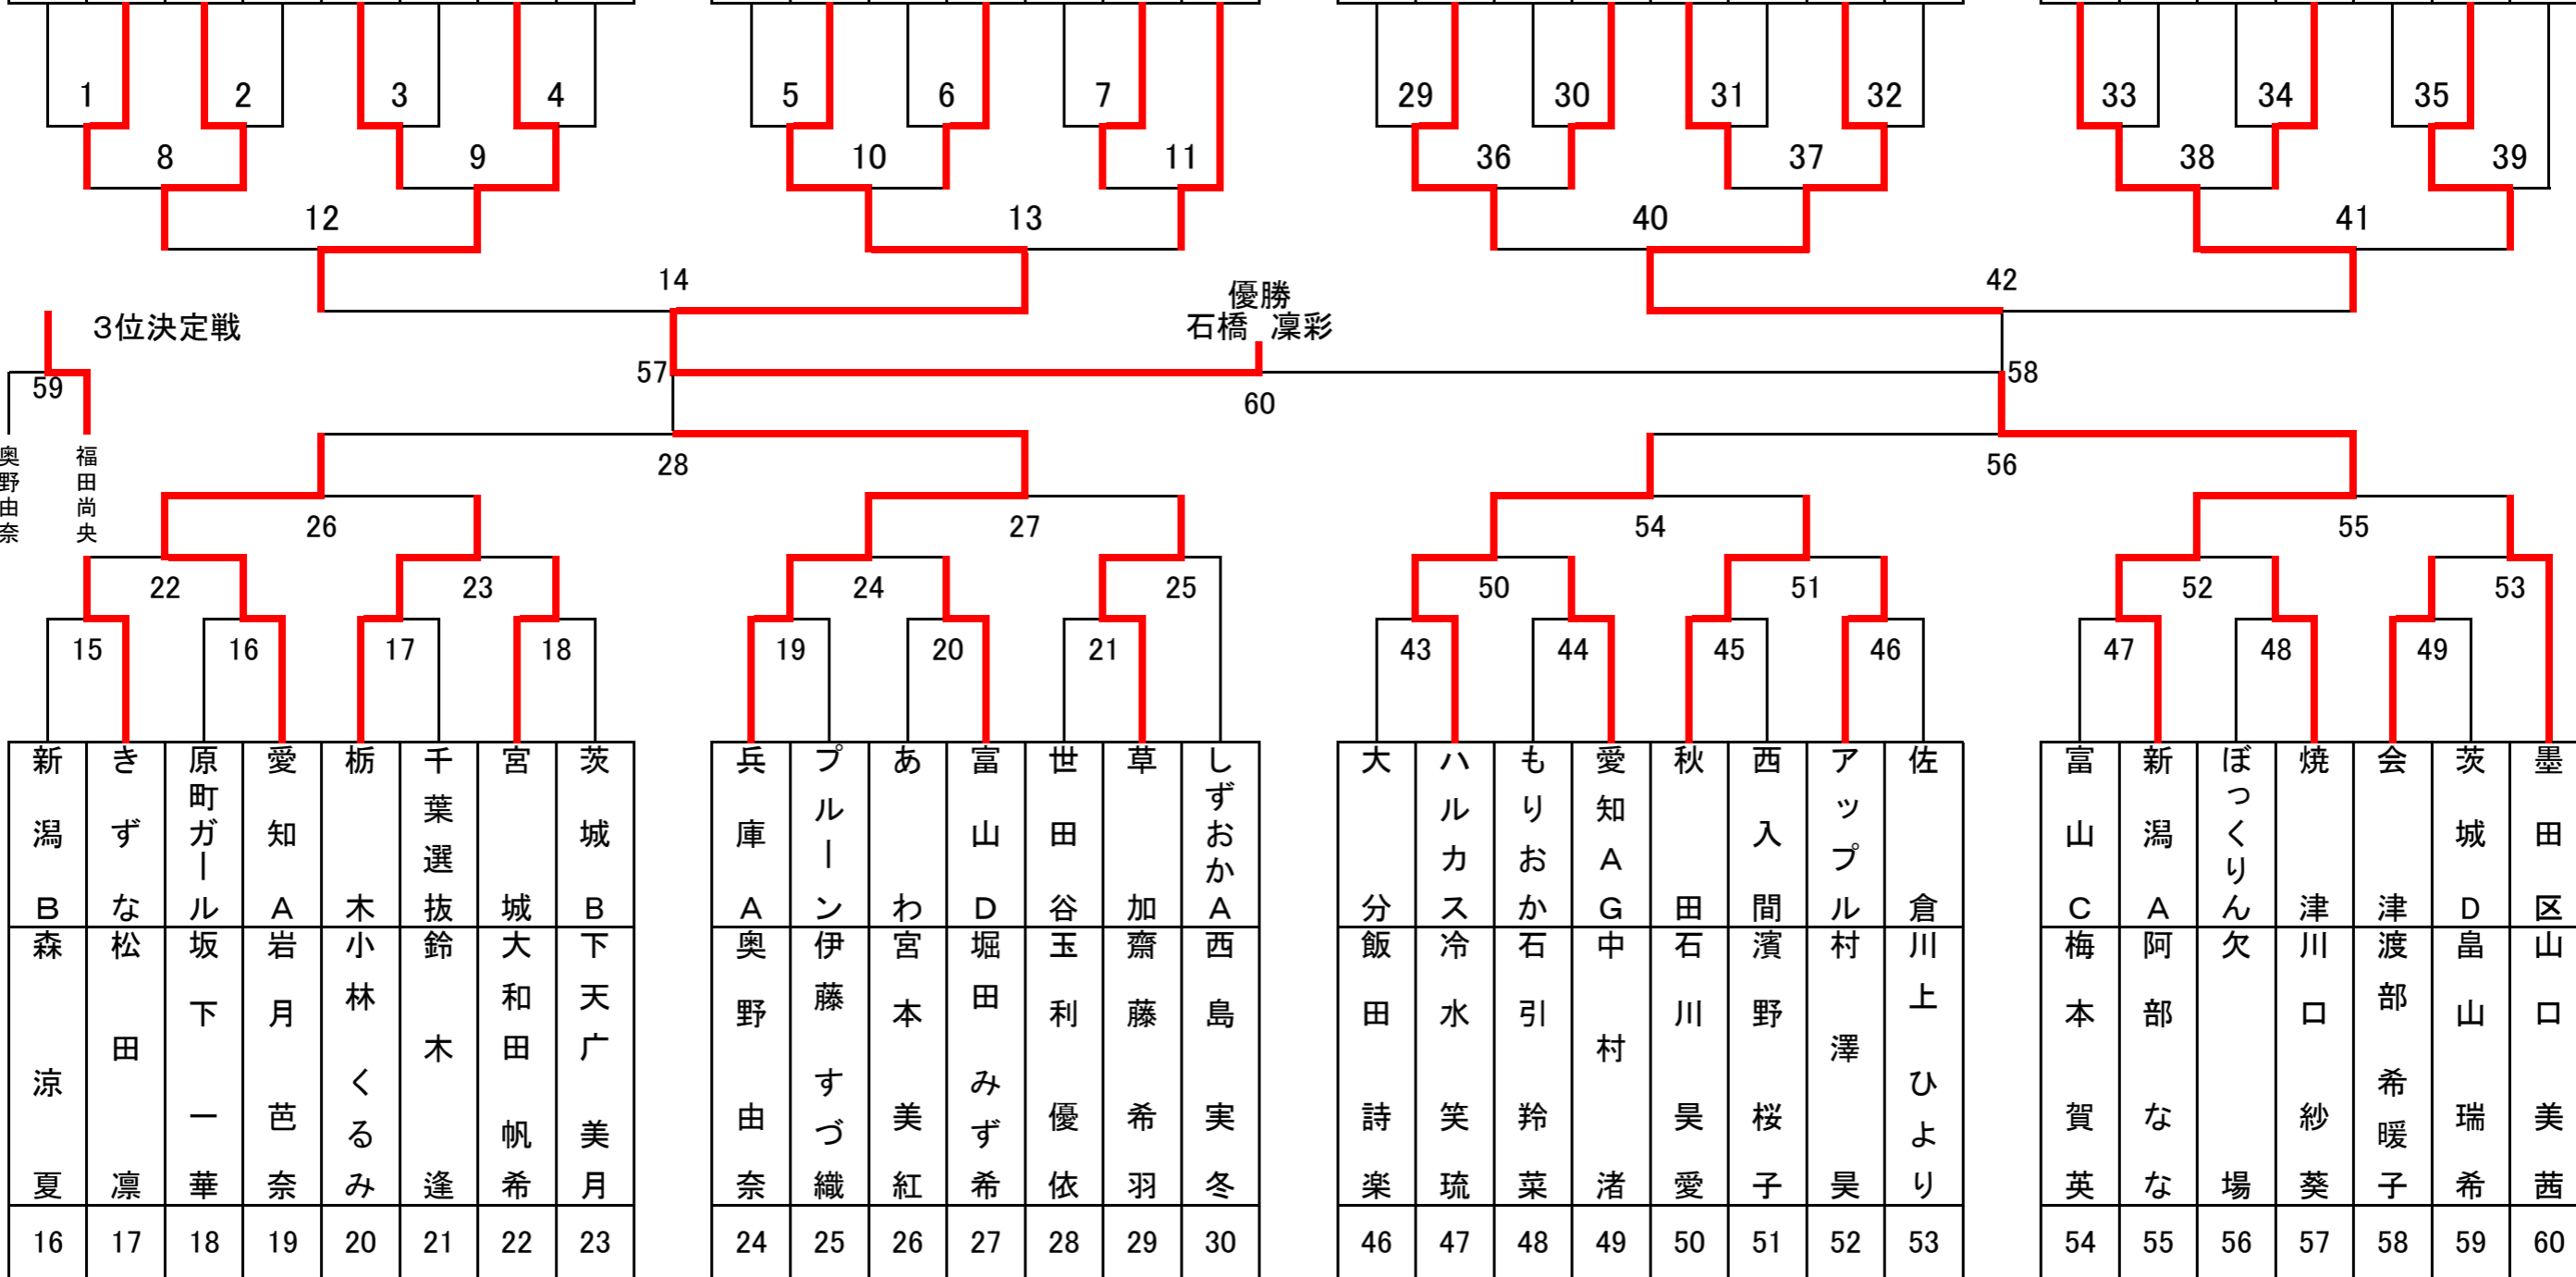 1 2 3 4 5 6 7 29 30 31 32 33 34 35
8 9 10 11 36 37 38 39
12 13 40 41
14 42
優勝
3位決定戦 石橋 凜彩
57 58
59 60
奥野由奈
福田尚央
28 56
26 27 54 55
22 23 24 25 50 51 52 53
15 16 17 18 19 20 21 43 44 45 46 47 48 49
新潟B きずな 原町ガール 愛知A 栃木 千葉選抜 宮城 茨城B 兵庫A プルーン あわ 富山D 世田谷 草加 しずおかA 大分 ハルカス もりおか 愛知AG 秋田 西入間 アップル 佐倉 富山C 新潟A ぼっくりん 焼津 会津 茨城D 墨田区
森涼夏 松田凛 坂下一華 岩月芭奈 小林くるみ 鈴木逢 大和田帆希 下天广美月 奥野由奈 伊藤すづ織 宮本美紅 堀田みず希 玉利優依 齋藤希羽 西島実冬 飯田詩楽 冷水笑琉 石引羚菜 中村渚 石川昊愛 濱野桜子 村澤昊 川上ひより 梅本賀英 阿部なな 欠場 川口紗葵 渡部希暖子 畠山瑞希 山口美茜
16 17 18 19 20 21 22 23 24 25 26 27 28 29 30 46 47 48 49 50 51 52 53 54 55 56 57 58 59 60